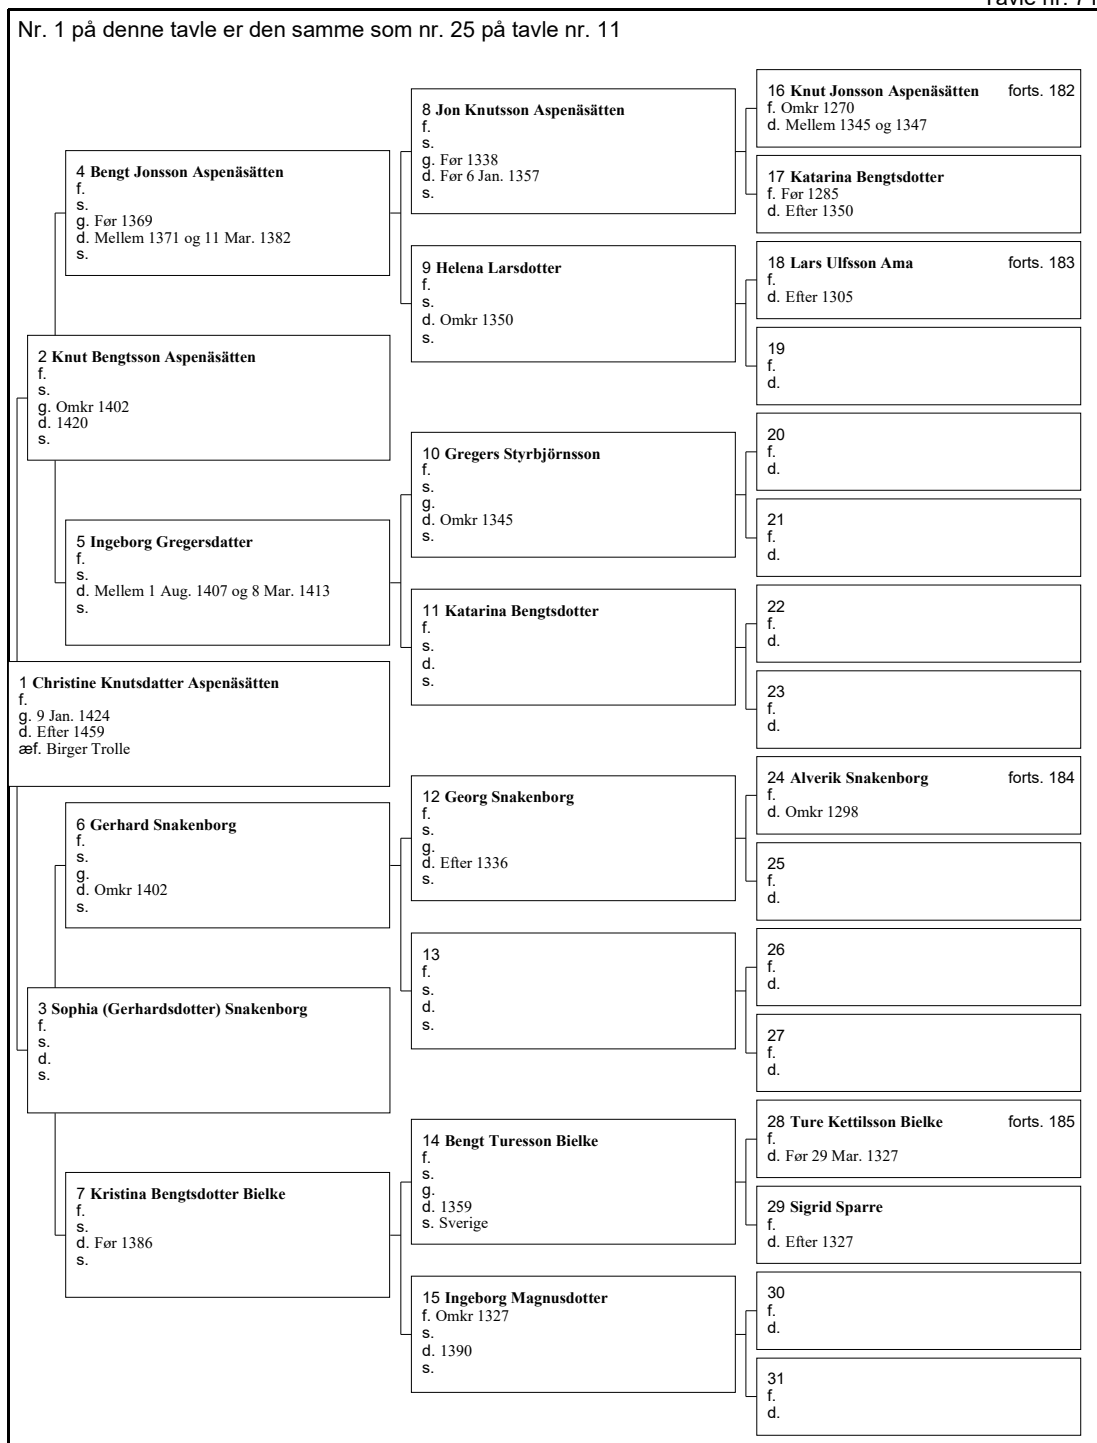 Tavle nr. 71
Nr. 1 på denne tavle er den samme som nr. 25 på tavle nr. 11
16 Knut Jonsson Aspenäsätten forts. 182
f. Omkr 1270
d. Mellem 1345 og 1347
8 Jon Knutsson Aspenäsätten
f.
s.
g. Før 1338
d. Før 6 Jan. 1357
s.
4 Bengt Jonsson Aspenäsätten
f.
s.
g. Før 1369
d. Mellem 1371 og 11 Mar. 1382
s.
17 Katarina Bengtsdotter
f. Før 1285
d. Efter 1350
9 Helena Larsdotter
f.
s.
d. Omkr 1350
s.
18 Lars Ulfsson Ama forts. 183
f.
d. Efter 1305
19
f.
d.
2 Knut Bengtsson Aspenäsätten
f.
s.
g. Omkr 1402
d. 1420
s.
20
f.
d.
10 Gregers Styrbjörnsson
f.
s.
g.
d. Omkr 1345
s.
21
f.
d.
5 Ingeborg Gregersdatter
f.
s.
d. Mellem 1 Aug. 1407 og 8 Mar. 1413
s.
22
f.
d.
11 Katarina Bengtsdotter
f.
s.
d.
s.
23
f.
d.
1 Christine Knutsdatter Aspenäsätten
f.
g. 9 Jan. 1424
d. Efter 1459
æf. Birger Trolle
24 Alverik Snakenborg forts. 184
f.
d. Omkr 1298
12 Georg Snakenborg
f.
s.
g.
d. Efter 1336
s.
6 Gerhard Snakenborg
f.
s.
g.
d. Omkr 1402
s.
25
f.
d.
26
f.
d.
13
f.
s.
d.
s.
3 Sophia (Gerhardsdotter) Snakenborg
f.
s.
d.
s.
27
f.
d.
28 Ture Kettilsson Bielke forts. 185
f.
d. Før 29 Mar. 1327
14 Bengt Turesson Bielke
f.
s.
g.
d. 1359
s. Sverige
7 Kristina Bengtsdotter Bielke
f.
s.
d. Før 1386
s.
29 Sigrid Sparre
f.
d. Efter 1327
15 Ingeborg Magnusdotter
f. Omkr 1327
s.
d. 1390
s.
30
f.
d.
31
f.
d.